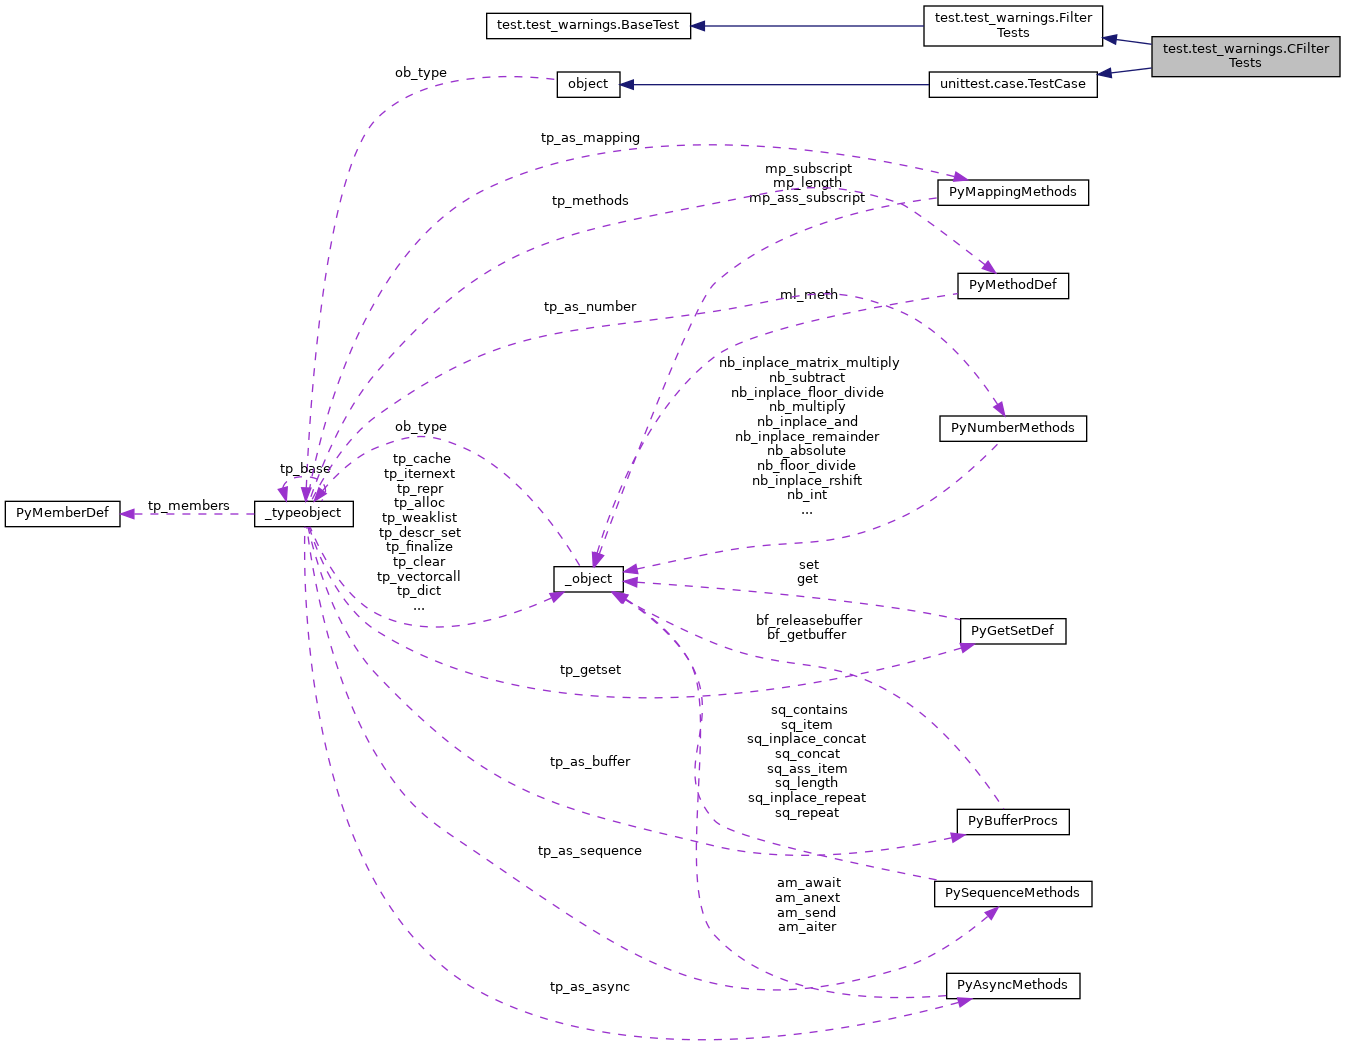 test.test_warnings.BaseTest
test.test_warnings.Filter
Tests
test.test_warnings.CFilter
Tests
ob_type
object
unittest.case.TestCase
tp_as_mapping
mp_subscript
mp_length
mp_ass_subscript
PyMappingMethods
tp_methods
PyMethodDef
ml_meth
tp_as_number
nb_inplace_matrix_multiply
nb_subtract
nb_inplace_floor_divide
nb_multiply
nb_inplace_and
nb_inplace_remainder
nb_absolute
nb_floor_divide
nb_inplace_rshift
nb_int
...
PyNumberMethods
ob_type
tp_cache
tp_iternext
tp_repr
tp_alloc
tp_weaklist
tp_descr_set
tp_finalize
tp_clear
tp_vectorcall
tp_dict
...
tp_base
PyMemberDef
tp_members
_typeobject
_object
set
get
bf_releasebuffer
bf_getbuffer
PyGetSetDef
tp_getset
sq_contains
sq_item
sq_inplace_concat
sq_concat
sq_ass_item
sq_length
sq_inplace_repeat
sq_repeat
tp_as_buffer
PyBufferProcs
tp_as_sequence
am_await
am_anext
am_send
am_aiter
PySequenceMethods
tp_as_async
PyAsyncMethods